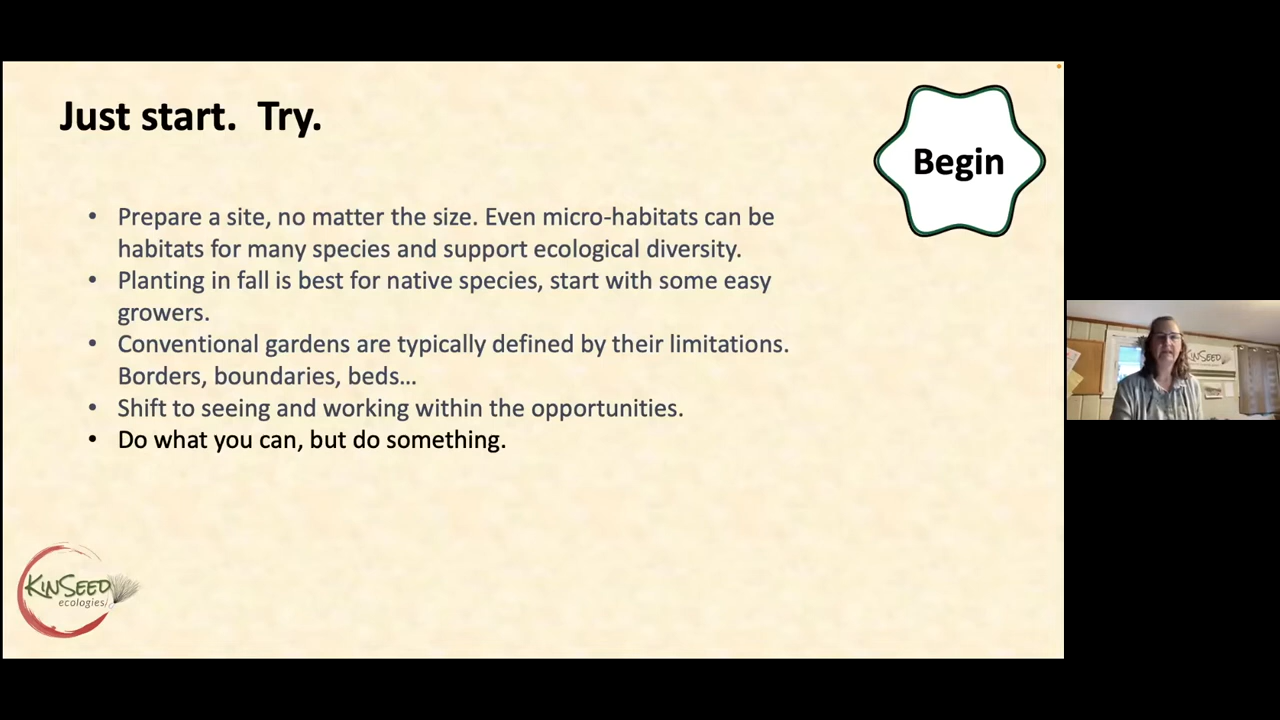 Just start.  Try.
Begin
• Prepare a site, no matter the size. Even micro-habitats can be
habitats for many species and support ecological diversity.
• Planting in fall is best for native species, start with some easy
growers.
• Conventional gardens are typically defined by their limitations.
Borders, boundaries, beds...
• Shift to seeing and working within the opportunities.
• Do what you can, but do something.
KINSEED
ecologies
KINSEED